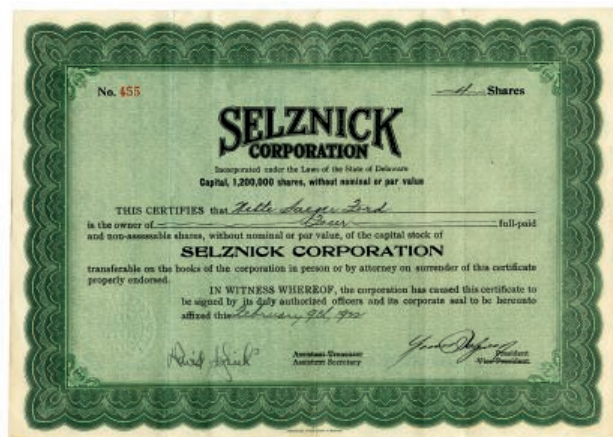 No. 455
4 Shares
SELZNICK
CORPORATION
Incorporated under the Laws of the State of Delaware
Capital, 1,200,000 shares, without nominal or par value
THIS CERTIFIES that Ford
is the owner of Four full-paid
and non-assessable shares, without nominal or par value, of the capital stock of
SELZNICK CORPORATION
transferable on the books of the corporation in person or by attorney on surrender of this certificate
properly endorsed.
IN WITNESS WHEREOF, the corporation has caused this certificate to
be signed by its duly authorized officers and its corporate seal to be hereunto
affixed this February 9th, 1922
Assistant Treasurer
Assistant Secretary
President
Vice President